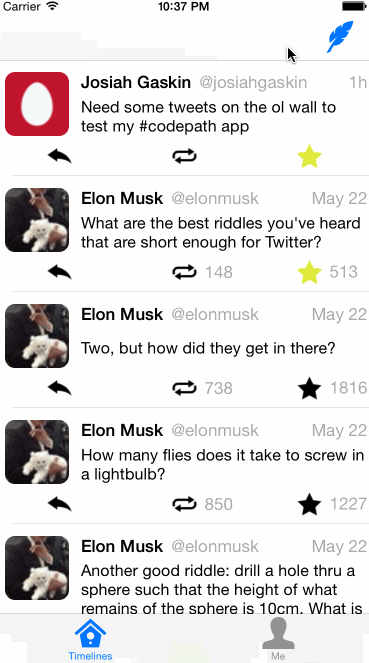 Carrier 10:37 PM
Josiah Gaskin @josiahgaskin 1h
Need some tweets on the ol wall to
test my #codepath app
Elon Musk @elonmusk May 22
What are the best riddles you've heard
that are short enough for Twitter?
148 513
Elon Musk @elonmusk May 22
Two, but how did they get in there?
738 1816
Elon Musk @elonmusk May 22
How many flies does it take to screw in
a lightbulb?
850 1227
Elon Musk @elonmusk May 22
Another good riddle: drill a hole thru a
sphere such that the height of what
remains of the sphere is 10cm. What is
Timelines Me